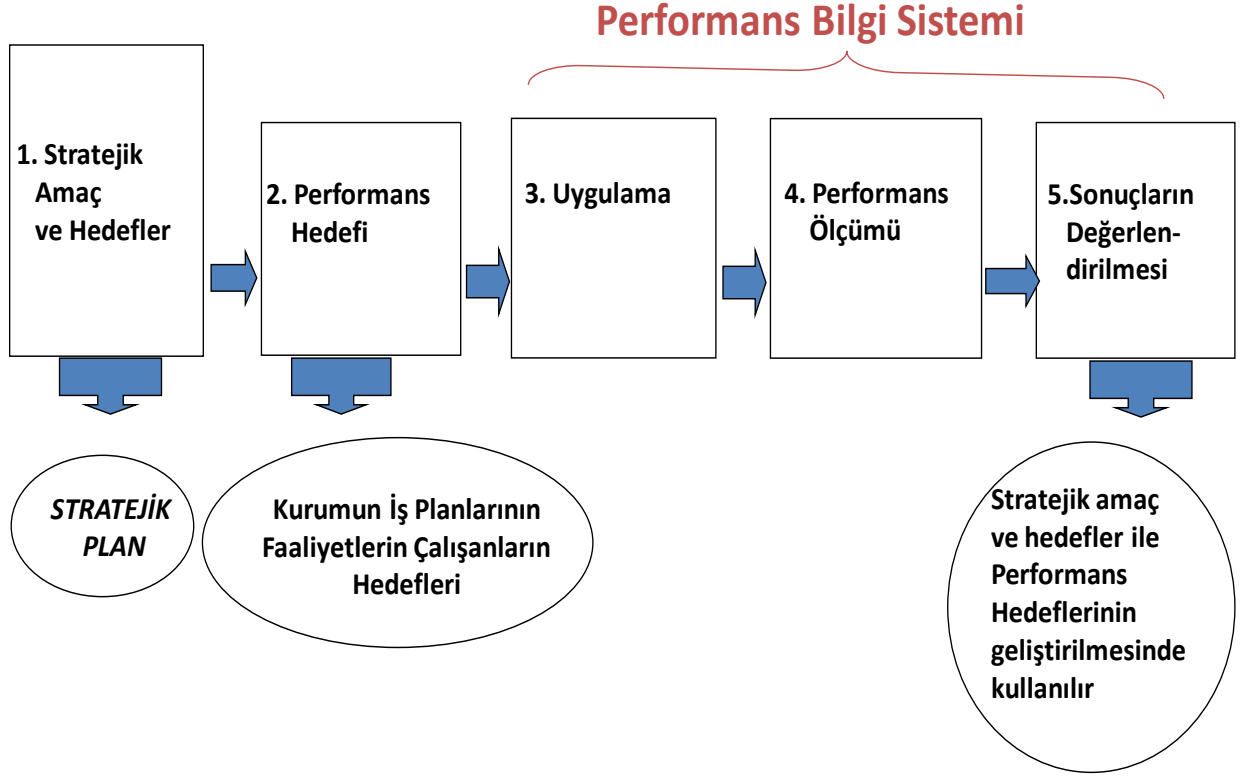 Performans Bilgi Sistemi
1. Stratejik
Amaç
ve Hedefler
2. Performans
Hedefi
3. Uygulama
4. Performans
Ölçümü
5.Sonuçların
Değerlen-
dirilmesi
STRATEJİK
PLAN
Kurumun İş Planlarının
Faaliyetlerin Çalışanların
Hedefleri
Stratejik amaç
ve hedefler ile
Performans
Hedeflerinin
geliştirilmesinde
kullanılır